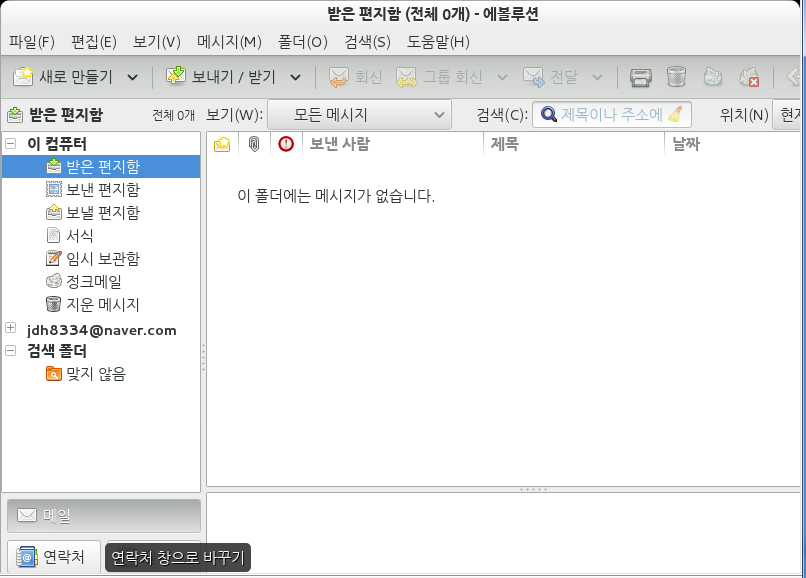 받은 편지함 (전체 0개) - 에볼루션
파일(F) 편집(E) 보기(V) 메시지(M) 폴더(O) 검색(S) 도움말(H)
새로 만들기 보내기 / 받기 회신 그룹 회신 전달
받은 편지함 전체 0개 보기(W): 모든 메시지 검색(C): 제목이나 주소에 위치(N)
이 컴퓨터
받은 편지함
보낸 편지함
보낼 편지함
서식
임시 보관함
정크메일
지운 메시지
jdh8334@naver.com
검색 폴더
맞지 않음
보낸 사람 제목 날짜
이 폴더에는 메시지가 없습니다.
메일
연락처 연락처 창으로 바꾸기